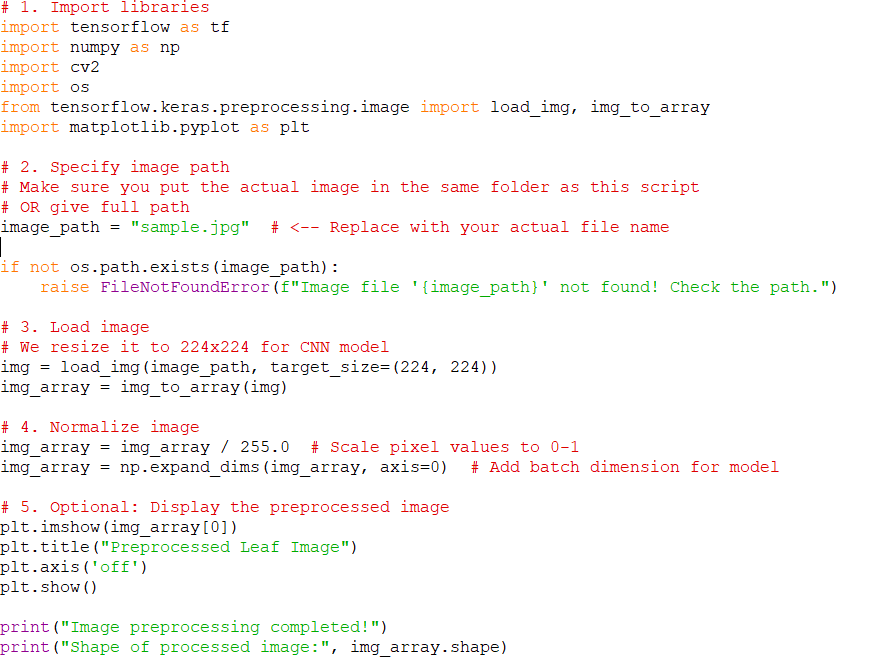 # 1. Import libraries
import tensorflow as tf
import numpy as np
import cv2
import os
from tensorflow.keras.preprocessing.image import load_img, img_to_array
import matplotlib.pyplot as plt

# 2. Specify image path
# Make sure you put the actual image in the same folder as this script
# OR give full path
image_path = "sample.jpg"  # <-- Replace with your actual file name

if not os.path.exists(image_path):
    raise FileNotFoundError(f"Image file '{image_path}' not found! Check the path.")

# 3. Load image
# We resize it to 224x224 for CNN model
img = load_img(image_path, target_size=(224, 224))
img_array = img_to_array(img)

# 4. Normalize image
img_array = img_array / 255.0  # Scale pixel values to 0-1
img_array = np.expand_dims(img_array, axis=0)  # Add batch dimension for model

# 5. Optional: Display the preprocessed image
plt.imshow(img_array[0])
plt.title("Preprocessed Leaf Image")
plt.axis('off')
plt.show()

print("Image preprocessing completed!")
print("Shape of processed image:", img_array.shape)